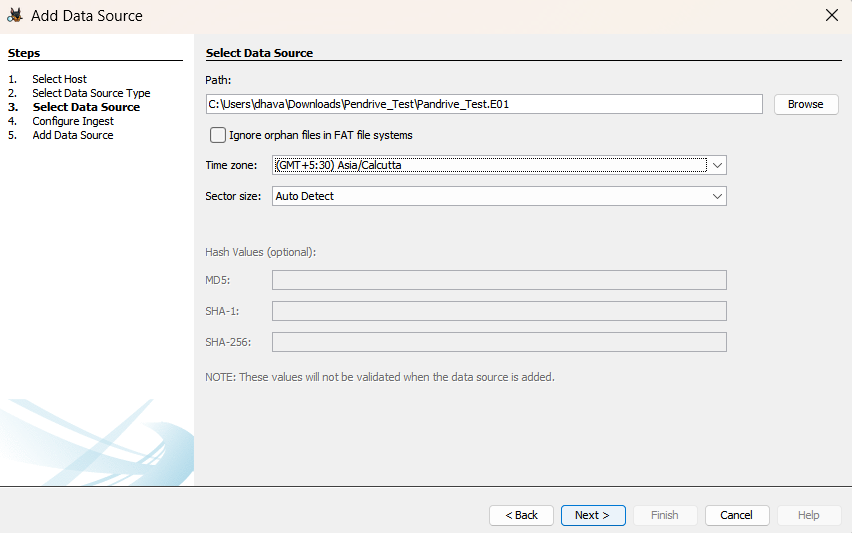 Add Data Source
Steps
1. Select Host
2. Select Data Source Type
3. Select Data Source
4. Configure Ingest
5. Add Data Source
Select Data Source
Path:
C:\Users\dhava\Downloads\Pendrive_Test\Pandrive_Test.E01
Browse
Ignore orphan files in FAT file systems
Time zone: (GMT+5:30) Asia/Calcutta
Sector size: Auto Detect
Hash Values (optional):
MD5:
SHA-1:
SHA-256:
NOTE: These values will not be validated when the data source is added.
< Back Next > Finish Cancel Help